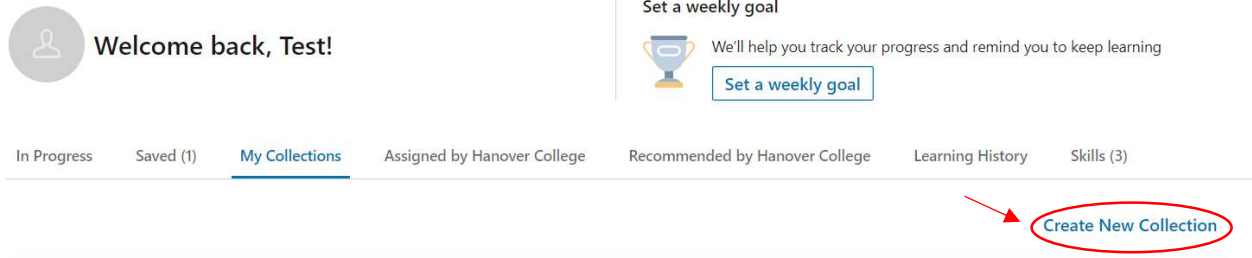 Set a weekly goal
Welcome back, Test!
We'll help you track your progress and remind you to keep learning
Set a weekly goal
In Progress Saved (1) My Collections Assigned by Hanover College Recommended by Hanover College Learning History Skills (3)
Create New Collection